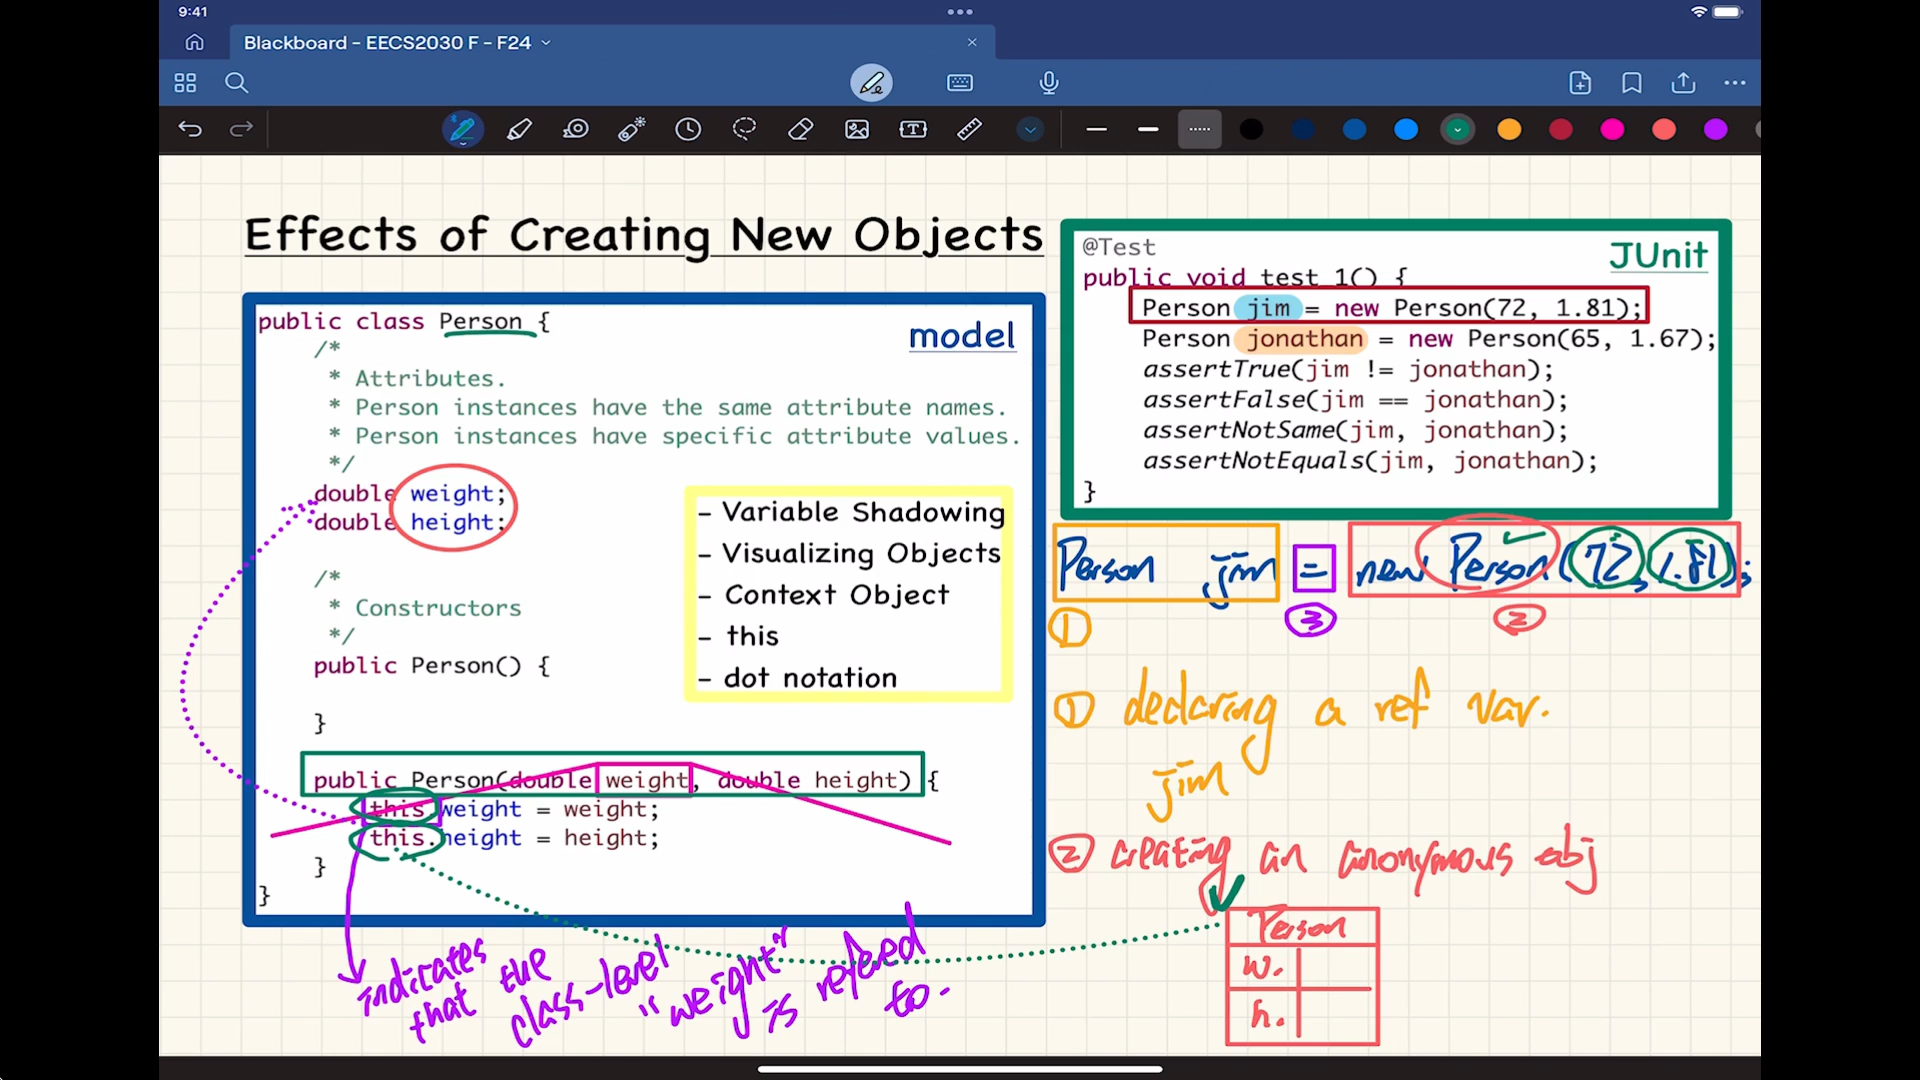 9:41
Blackboard - EECS2030 F - F24
Effects of Creating New Objects
public class Person {
model
/*
* Attributes.
* Person instances have the same attribute names.
* Person instances have specific attribute values.
*/
double weight;
double height;
/*
* Constructors
*/
public Person() {
}
public Person(double weight, double height) {
this.weight = weight;
this.height = height;
}
}
- Variable Shadowing
- Visualizing Objects
- Context Object
- this
- dot notation
indicates that the class-level "weight" is refered to.
@Test
JUnit
public void test_1() {
Person jim = new Person(72, 1.81);
Person jonathan = new Person(65, 1.67);
assertTrue(jim != jonathan);
assertFalse(jim == jonathan);
assertNotSame(jim, jonathan);
assertNotEquals(jim, jonathan);
}
Person jim = new Person(72, 1.81);
① ③ ②
① declaring a ref var.
jim
② creating an anonymous obj
Person
w.
h.